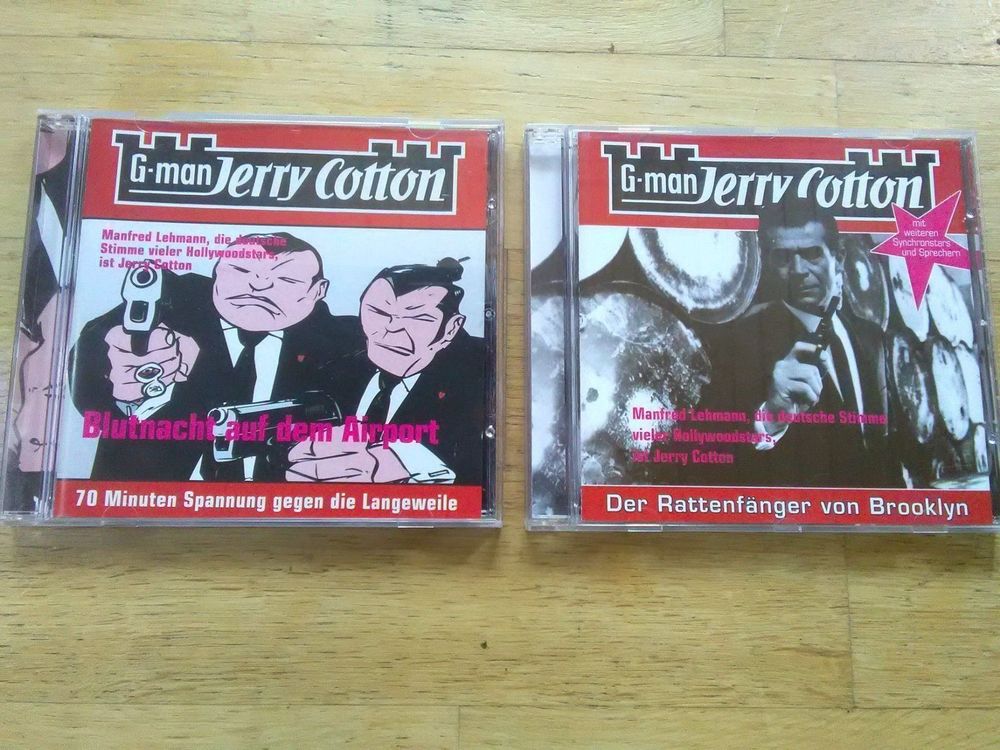 G-man Jerry Cotton
Manfred Lehmann, die deutsche
Stimme vieler Hollywoodstars,
ist Jerry Cotton
Blutnacht auf dem Airport
70 Minuten Spannung gegen die Langeweile
G-man Jerry Cotton
mit
weiteren
Synchronstars
und Sprechern
Manfred Lehmann, die deutsche Stimme
vieler Hollywoodstars,
ist Jerry Cotton
Der Rattenfänger von Brooklyn